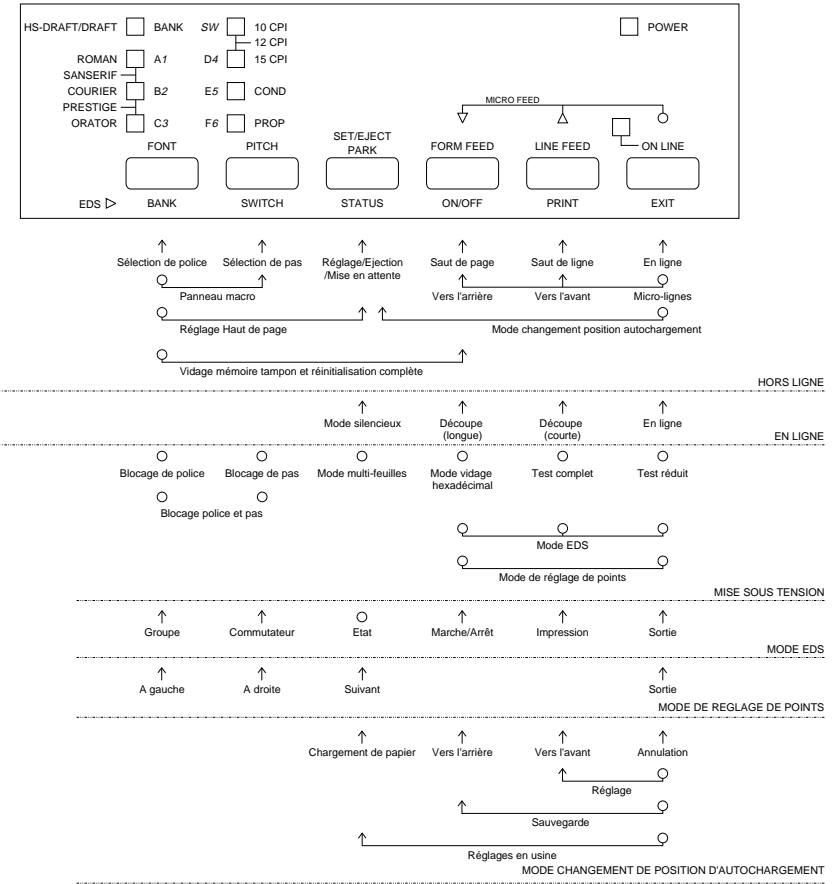 HS-DRAFT/DRAFT BANK SW 10 CPI POWER
12 CPI
ROMAN A1 D4 15 CPI
SANSERIF
COURIER B2 E5 COND
PRESTIGE
ORATOR C3 F6 PROP
MICRO FEED
FONT PITCH SET/EJECT PARK FORM FEED LINE FEED ON LINE
EDS BANK SWITCH STATUS ON/OFF PRINT EXIT
Sélection de police Sélection de pas Réglage/Ejection Saut de page Saut de ligne En ligne
/Mise en attente
Panneau macro Vers l'arrière Vers l'avant Micro-lignes
Réglage Haut de page Mode changement position autochargement
Vidage mémoire tampon et réinitialisation complète
HORS LIGNE
Mode silencieux Découpe (longue) Découpe (courte) En ligne
EN LIGNE
Blocage de police Blocage de pas Mode multi-feuilles Mode vidage hexadécimal Test complet Test réduit
Blocage police et pas
Mode EDS
Mode de réglage de points
MISE SOUS TENSION
Groupe Commutateur Etat Marche/Arrêt Impression Sortie
MODE EDS
A gauche A droite Suivant Sortie
MODE DE REGLAGE DE POINTS
Chargement de papier Vers l'arrière Vers l'avant Annulation
Réglage
Sauvegarde
Réglages en usine
MODE CHANGEMENT DE POSITION D'AUTOCHARGEMENT